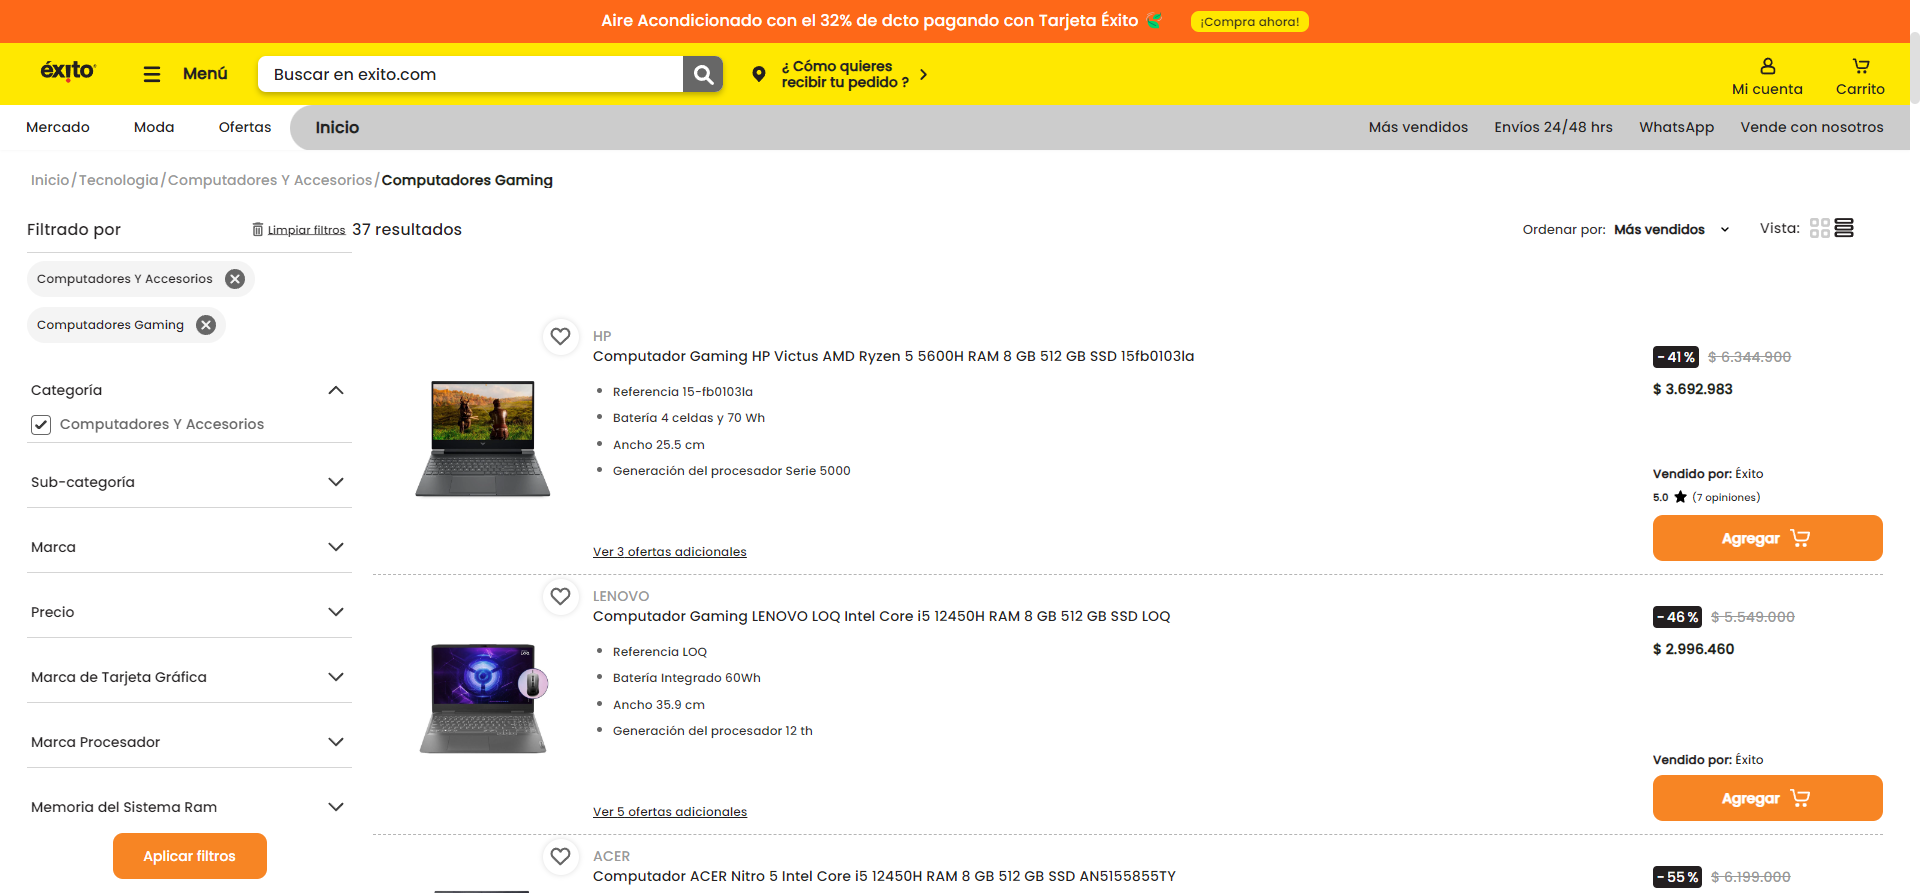 Aire Acondicionado con el 32% de dcto pagando con Tarjeta Éxito
¡Compra ahora!
éxito
Menú
Buscar en exito.com
¿ Cómo quieres
recibir tu pedido ?
Mi cuenta
Carrito
Mercado
Moda
Ofertas
Inicio
Más vendidos
Envíos 24/48 hrs
WhatsApp
Vende con nosotros
Inicio/Tecnologia/Computadores Y Accesorios/Computadores Gaming
Filtrado por
Limpiar filtros
37 resultados
Ordenar por: Más vendidos
Vista:
Computadores Y Accesorios
Computadores Gaming
Categoría
Computadores Y Accesorios
Sub-categoría
Marca
Precio
Marca de Tarjeta Gráfica
Marca Procesador
Memoria del Sistema Ram
Aplicar filtros
HP
Computador Gaming HP Victus AMD Ryzen 5 5600H RAM 8 GB 512 GB SSD 15fb0103la
Referencia 15-fb0103la
Batería 4 celdas y 70 Wh
Ancho 25.5 cm
Generación del procesador Serie 5000
Ver 3 ofertas adicionales
- 41 % $ 6.344.900
$ 3.692.983
Vendido por: Éxito
5.0 (7 opiniones)
Agregar
LENOVO
Computador Gaming LENOVO LOQ Intel Core i5 12450H RAM 8 GB 512 GB SSD LOQ
Referencia LOQ
Batería Integrado 60Wh
Ancho 35.9 cm
Generación del procesador 12 th
Ver 5 ofertas adicionales
- 46 % $ 5.549.000
$ 2.996.460
Vendido por: Éxito
Agregar
ACER
Computador ACER Nitro 5 Intel Core i5 12450H RAM 8 GB 512 GB SSD AN5155855TY
- 55 % $ 6.199.000